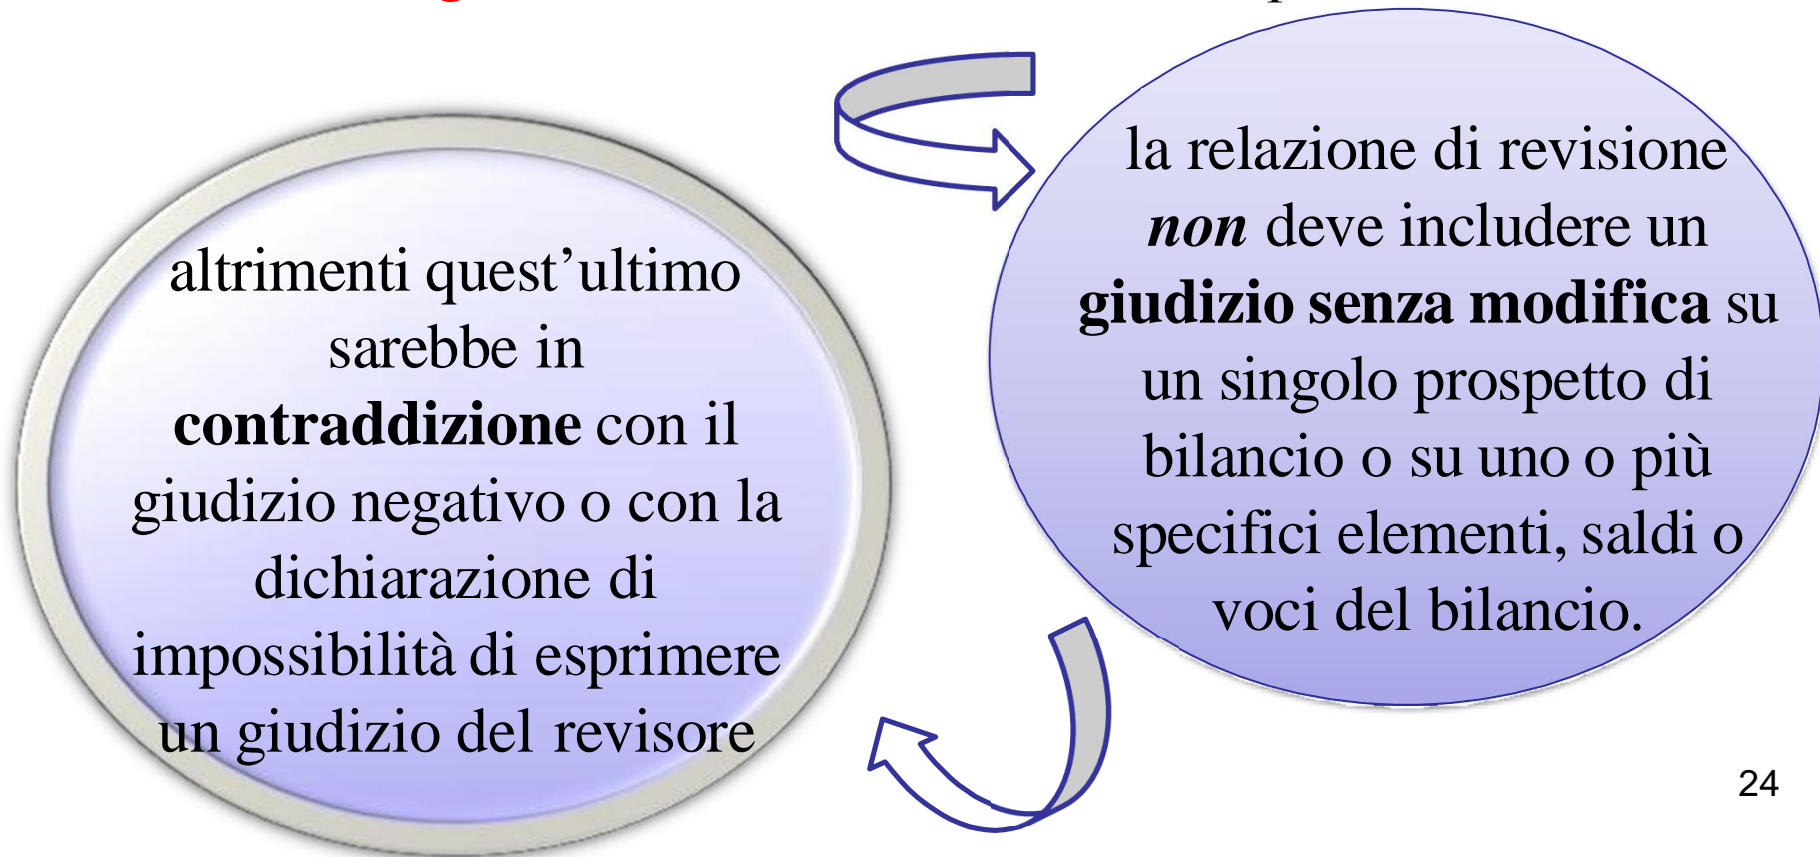 la relazione di revisione
non deve includere un
giudizio senza modifica su
un singolo prospetto di
bilancio o su uno o più
specifici elementi, saldi o
voci del bilancio.
altrimenti quest’ultimo
sarebbe in
contraddizione con il
giudizio negativo o con la
dichiarazione di
impossibilità di esprimere
un giudizio del revisore
24